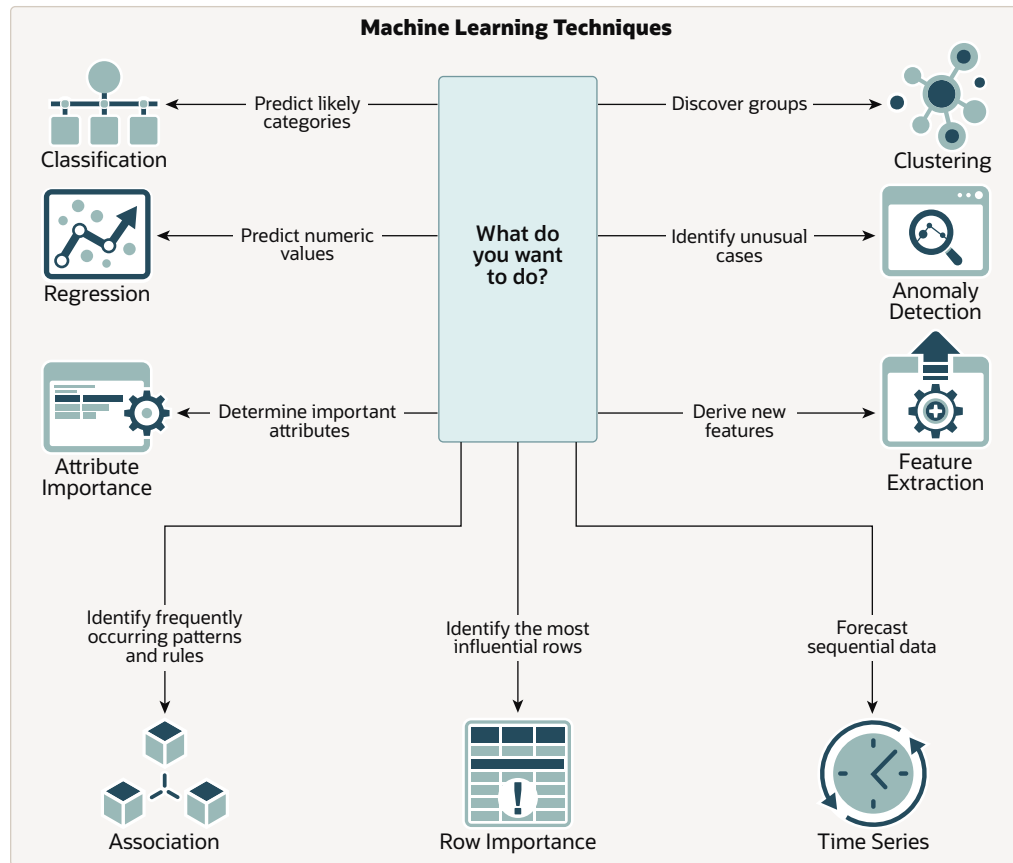 Machine Learning Techniques
Predict likely
categories
Classification
Discover groups
Clustering
What do
you want
to do?
Predict numeric
values
Regression
Identify unusual
cases
Anomaly
Detection
Determine important
attributes
Attribute
Importance
Derive new
features
Feature
Extraction
Identify frequently
occurring patterns
and rules
Identify the most
influential rows
Forecast
sequential data
!
Association
Row Importance
Time Series